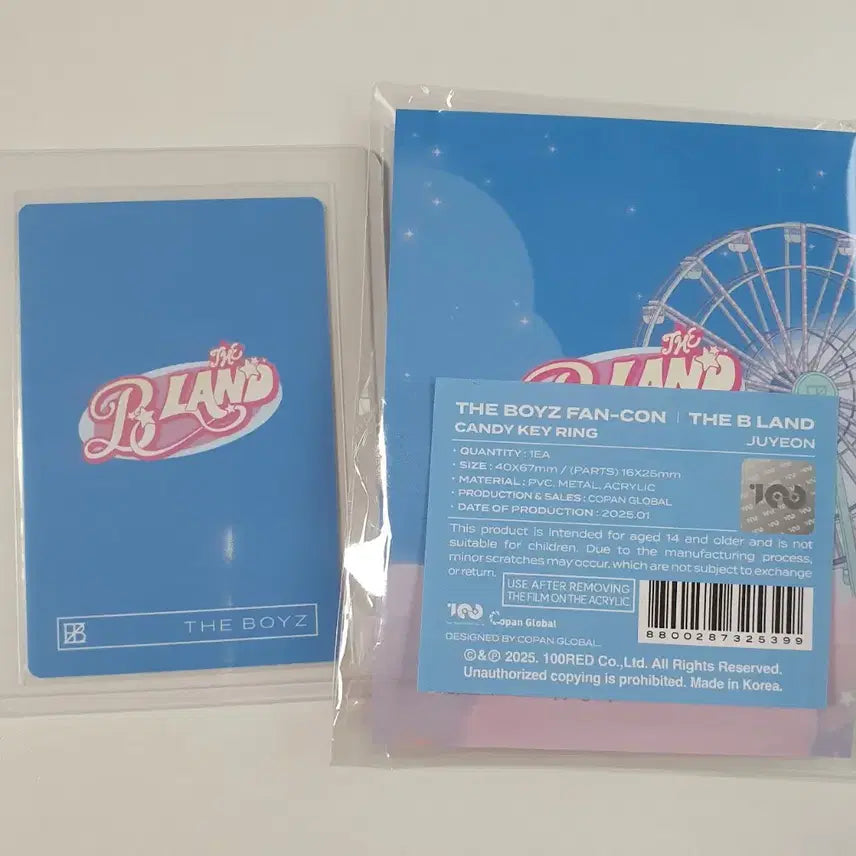 THE
B LAND
THE BOYZ
THE
B LAND
THE BOYZ FAN-CON | THE B LAND
CANDY KEY RING
JUYEON
• QUANTITY : 1EA
• SIZE : 40X67mm / (PARTS) 16X25mm
• MATERIAL : PVC, METAL, ACRYLIC
• PRODUCTION & SALES : COPAN GLOBAL
• DATE OF PRODUCTION : 2025.01
This product is intended for aged 14 and older and is not
suitable for children. Due to the manufacturing process,
minor scratches may occur, which are not subject to exchange
or return.
USE AFTER REMOVING
THE FILM ON THE ACRYLIC
Copan Global
DESIGNED BY COPAN GLOBAL.
8800287325399
©&℗ 2025. 100RED Co.,Ltd. All Rights Reserved.
Unauthorized copying is prohibited. Made in Korea.